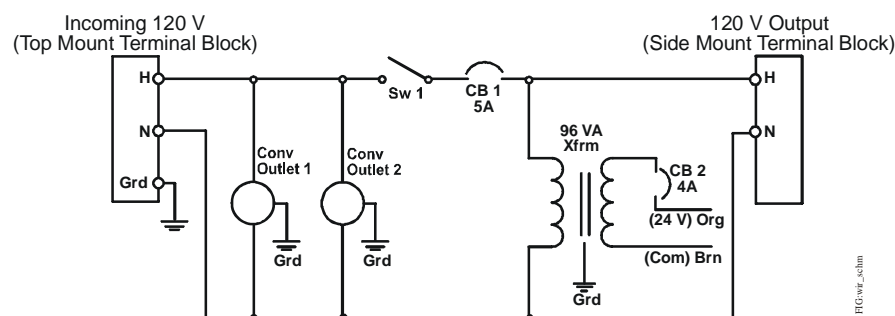 Incoming 120 V
(Top Mount Terminal Block)
120 V Output
(Side Mount Terminal Block)
H
N
Grd
Conv
Outlet 1
Grd
Conv
Outlet 2
Grd
Sw 1
CB 1
5A
96 VA
Xfrm
Grd
CB 2
4A
(24 V) Org
(Com) Brn
H
N
FIG:wir_schm